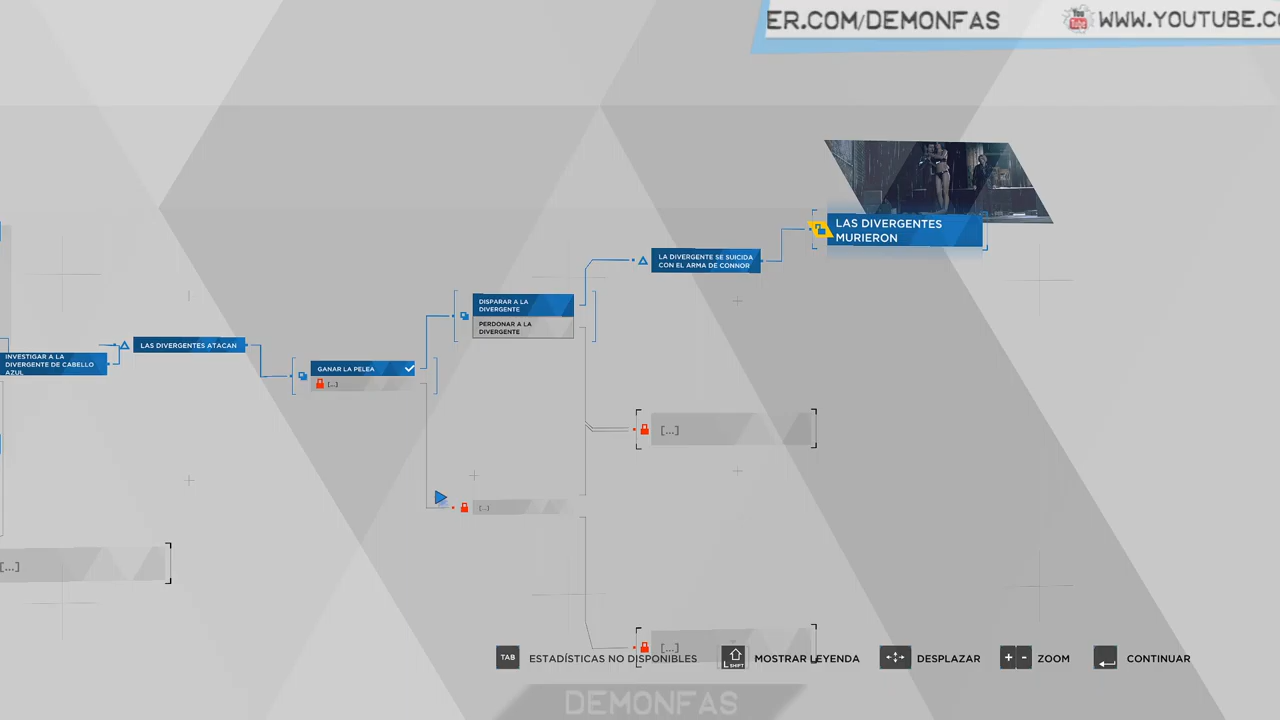 ER.COM/DEMONFAS
WWW.YOUTUBE.CO
LAS DIVERGENTES
MURIERON
LA DIVERGENTE SE SUICIDA
CON EL ARMA DE CONNOR
DISPARAR A LA
DIVERGENTE
PERDONAR A LA
DIVERGENTE
LAS DIVERGENTES ATACAN
INVESTIGAR A LA
DIVERGENTE DE CABELLO
AZUL
GANAR LA PELEA
[...]
[...]
[...]
[...]
[...]
TAB
ESTADÍSTICAS NO DISPONIBLES
L SHIFT
MOSTRAR LEYENDA
DESPLAZAR
+ -
ZOOM
CONTINUAR
DEMONFAS